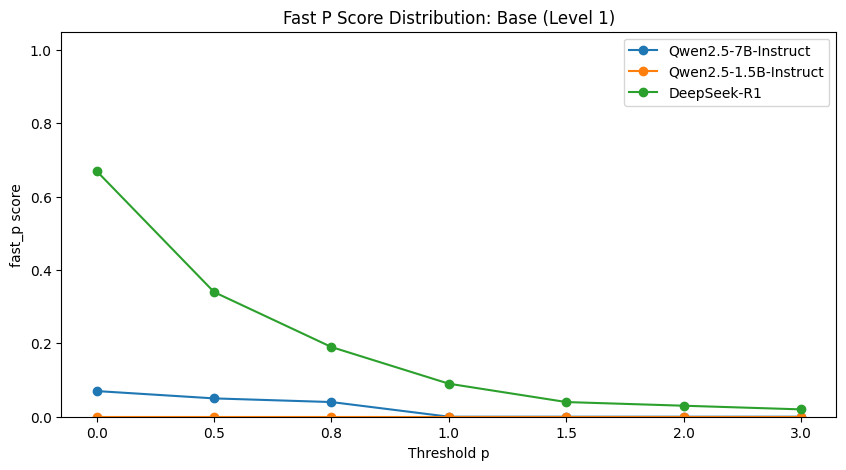 Fast P Score Distribution: Base (Level 1)
Qwen2.5-7B-Instruct
Qwen2.5-1.5B-Instruct
DeepSeek-R1
1.0
0.8
0.6
0.4
0.2
0.0
fast_p score
0.0 0.5 0.8 1.0 1.5 2.0 3.0
Threshold p